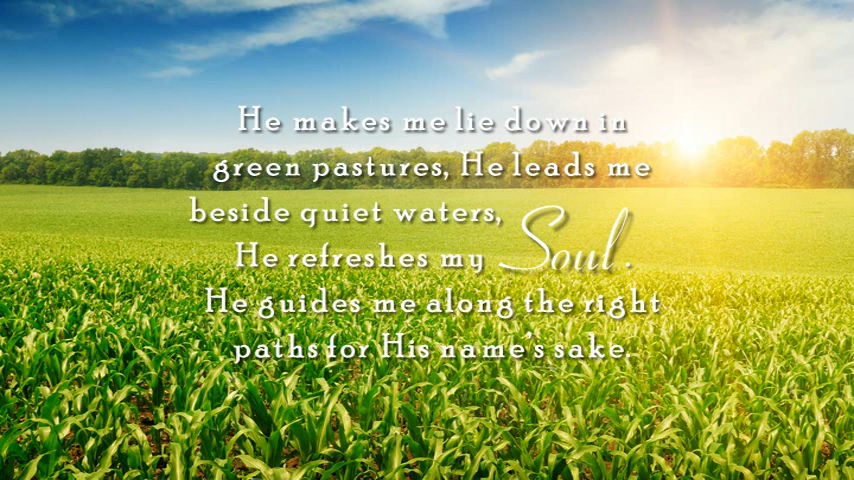 He makes me lie down in
green pastures, He leads me
beside quiet waters,
He refreshes my Soul.
He guides me along the right
paths for His name's sake.